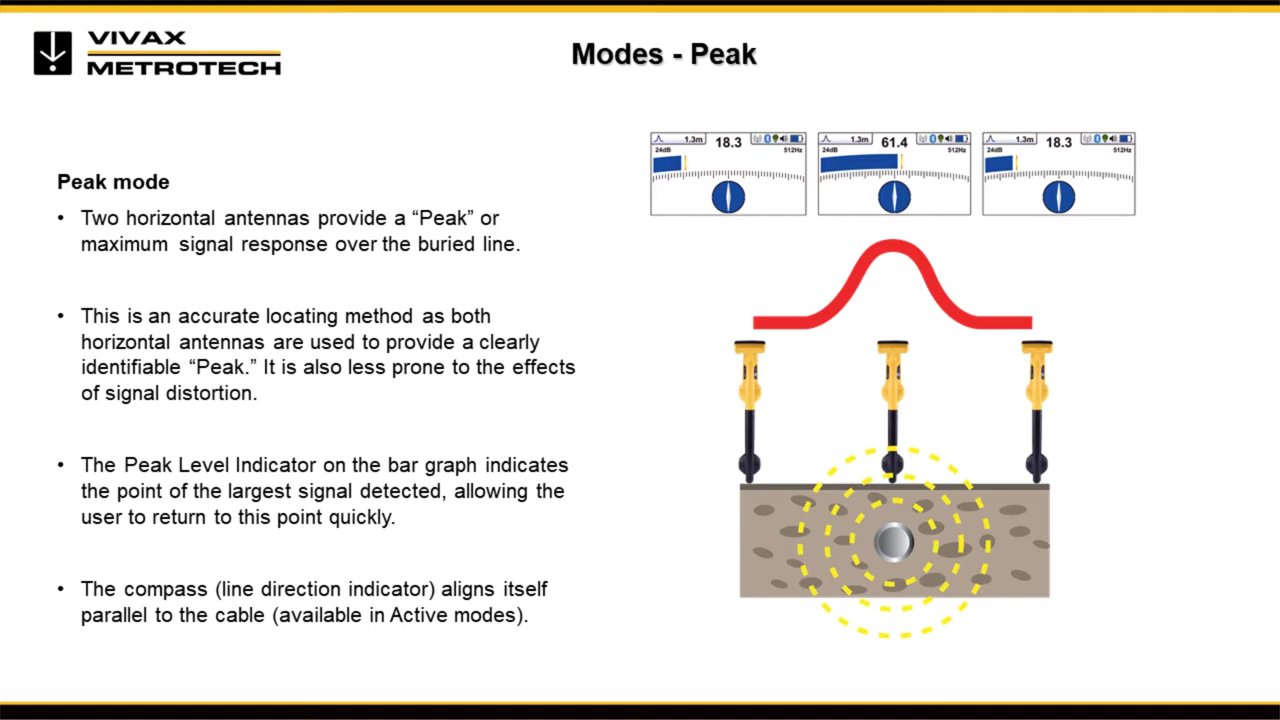 VIVAX
METROTECH
Modes - Peak
1.3m 18.3
24dB 512Hz
1.3m 61.4
24dB 512Hz
1.3m 18.3
24dB 512Hz
Peak mode
• Two horizontal antennas provide a “Peak” or
maximum signal response over the buried line.
• This is an accurate locating method as both
horizontal antennas are used to provide a clearly
identifiable “Peak.” It is also less prone to the effects
of signal distortion.
• The Peak Level Indicator on the bar graph indicates
the point of the largest signal detected, allowing the
user to return to this point quickly.
• The compass (line direction indicator) aligns itself
parallel to the cable (available in Active modes).